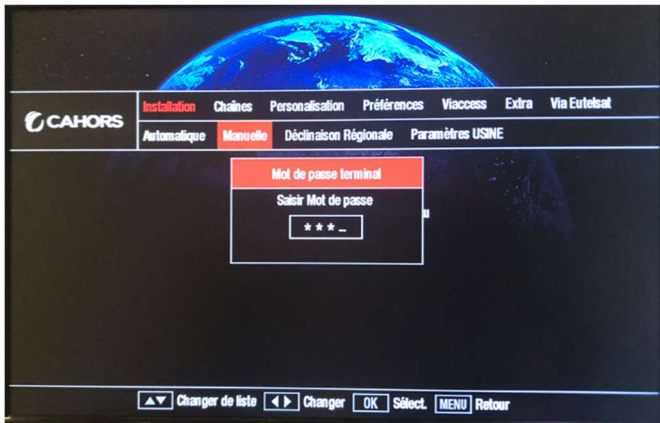 CAHORS
Installation Chaînes Personalisation Préférences Viaccess Extra Via Eutelsat
Automatique Manuelle Déclinaison Régionale Paramètres USINE
Mot de passe terminal
Saisir Mot de passe
* * * _
u
▲▼ Changer de liste ◀ ▶ Changer OK Sélect. MENU Retour